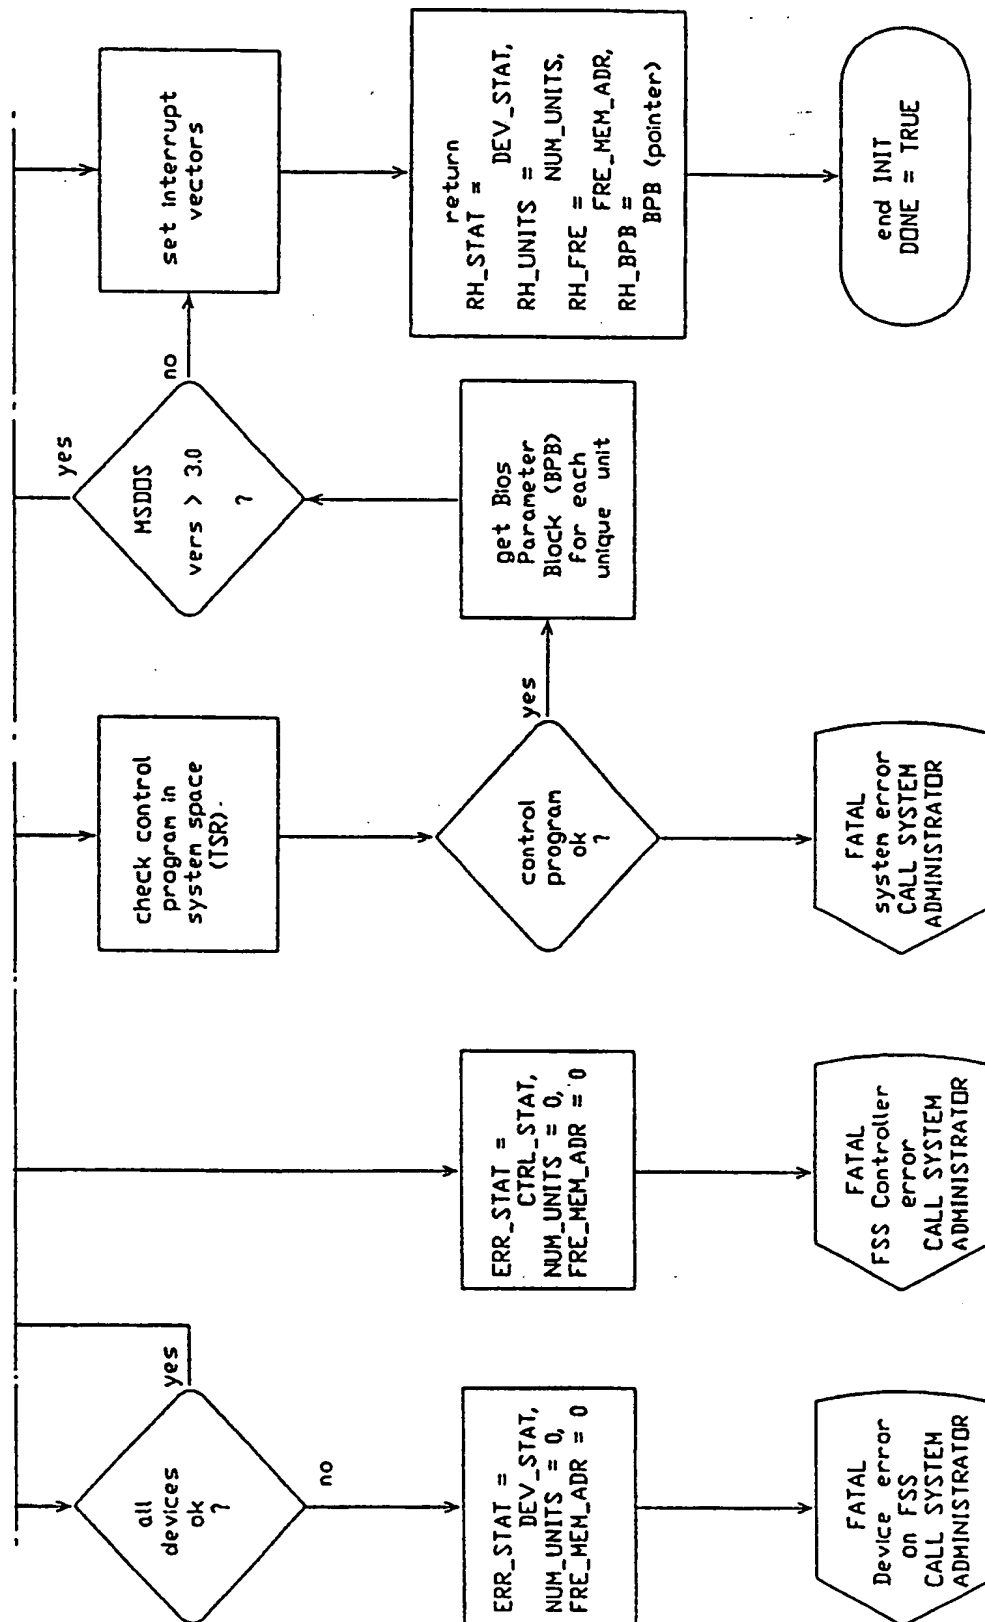 all
devices
ok
?
yes
no
ERR_STAT =
DEV_STAT,
NUM_UNITS = 0,
FRE_MEM_ADR = 0
FATAL
Device error
on FSS
CALL SYSTEM
ADMINISTRATOR
ERR_STAT =
CTRL_STAT,
NUM_UNITS = 0,
FRE_MEM_ADR = 0
FATAL
FSS Controller
error
CALL SYSTEM
ADMINISTRATOR
check control
program in
system space
(TSR).
control
program
ok
?
yes
FATAL
system error
CALL SYSTEM
ADMINISTRATOR
get Bios
Parameter
Block (BPB)
for each
unique unit
MSDOS
vers > 3.0
?
yes
no
set interrupt
vectors
return
RH_STAT =
DEV_STAT,
RH_UNITS =
NUM_UNITS,
RH_FRE =
FRE_MEM_ADR,
RH_BPB =
BPB (pointer)
end INIT
DONE = TRUE